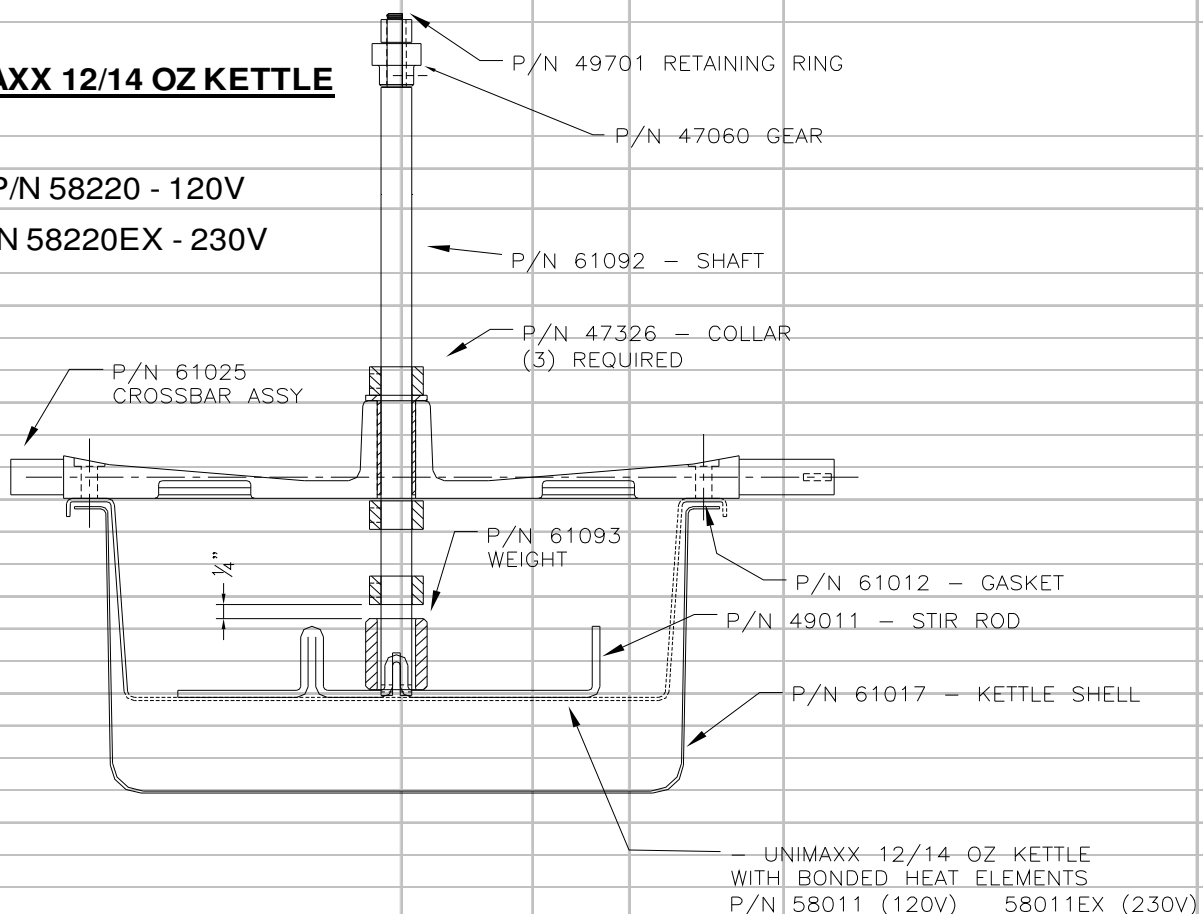 AXX 12/14 OZ KETTLE
P/N 58220 - 120V
N 58220EX - 230V
P/N 49701 RETAINING RING
P/N 47060 GEAR
P/N 61092 – SHAFT
P/N 47326 – COLLAR
(3) REQUIRED
P/N 61025
CROSSBAR ASSY
P/N 61093
WEIGHT
¼"
P/N 61012 – GASKET
P/N 49011 – STIR ROD
P/N 61017 – KETTLE SHELL
– UNIMAXX 12/14 OZ KETTLE
WITH BONDED HEAT ELEMENTS
P/N 58011 (120V) 58011EX (230V)